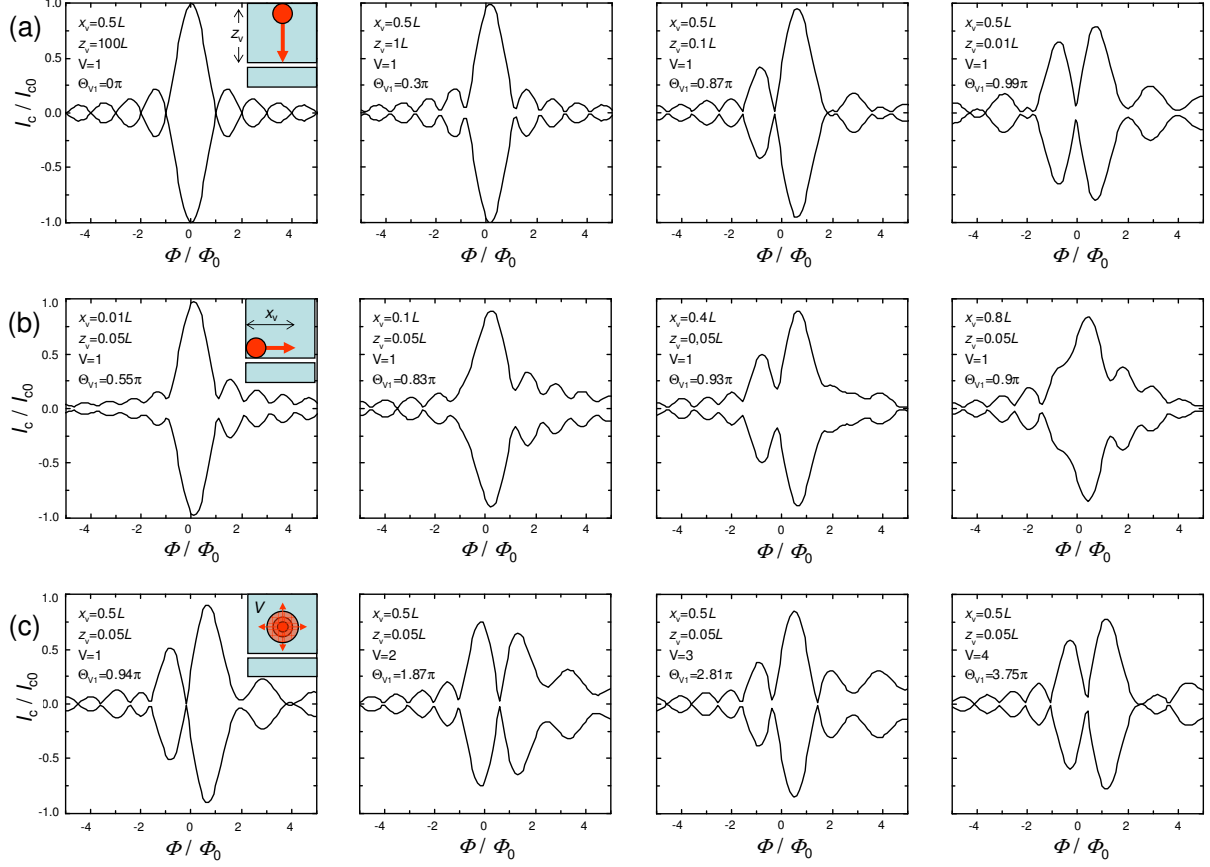 (a)
I_c / I_c0
1.0
0.5
0.0
-0.5
-1.0
x_v=0.5L
z_v=100L
V=1
Θ_V1=0π
z_v
-4 -2 0 2 4
Φ / Φ_0
x_v=0.5L
z_v=1L
V=1
Θ_V1=0.3π
-4 -2 0 2 4
Φ / Φ_0
x_v=0.5L
z_v=0.1L
V=1
Θ_V1=0.87π
-4 -2 0 2 4
Φ / Φ_0
x_v=0.5L
z_v=0.01L
V=1
Θ_V1=0.99π
-4 -2 0 2 4
Φ / Φ_0
(b)
I_c / I_c0
1.0
0.5
0.0
-0.5
-1.0
x_v=0.01L
z_v=0.05L
V=1
Θ_V1=0.55π
x_v
-4 -2 0 2 4
Φ / Φ_0
x_v=0.1L
z_v=0.05L
V=1
Θ_V1=0.83π
-4 -2 0 2 4
Φ / Φ_0
x_v=0.4L
z_v=0,05L
V=1
Θ_V1=0.93π
-4 -2 0 2 4
Φ / Φ_0
x_v=0.8L
z_v=0.05L
V=1
Θ_V1=0.9π
-4 -2 0 2 4
Φ / Φ_0
(c)
I_c / I_c0
1.0
0.5
0.0
-0.5
-1.0
x_v=0.5L
z_v=0.05L
V=1
Θ_V1=0.94π
V
-4 -2 0 2 4
Φ / Φ_0
x_v=0.5L
z_v=0.05L
V=2
Θ_V1=1.87π
-4 -2 0 2 4
Φ / Φ_0
x_v=0.5L
z_v=0.05L
V=3
Θ_V1=2.81π
-4 -2 0 2 4
Φ / Φ_0
x_v=0.5L
z_v=0.05L
V=4
Θ_V1=3.75π
-4 -2 0 2 4
Φ / Φ_0